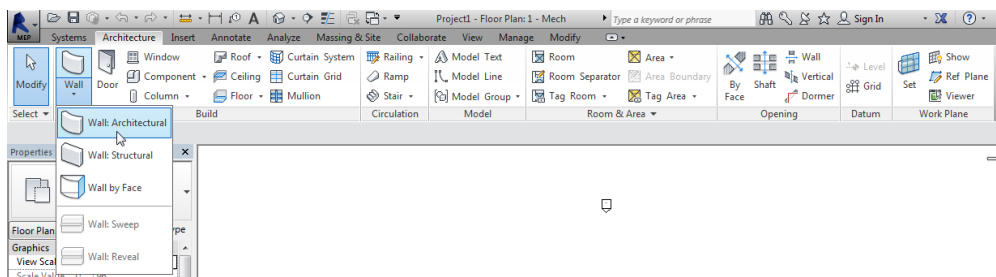 Project1 - Floor Plan: 1 - Mech Type a keyword or phrase Sign In
MEP Systems Architecture Insert Annotate Analyze Massing & Site Collaborate View Manage Modify
Modify
Wall
Door
Window
Component
Column
Roof
Ceiling
Floor
Curtain System
Curtain Grid
Mullion
Railing
Ramp
Stair
Model Text
Model Line
Model Group
Room
Room Separator
Tag Room
Area
Area Boundary
Tag Area
By Face
Shaft
Wall
Vertical
Dormer
Level
Grid
Set
Show
Ref Plane
Viewer
Select Build Circulation Model Room & Area Opening Datum Work Plane
Wall: Architectural
Wall: Structural
Wall by Face
Wall: Sweep
Wall: Reveal
Properties
Floor Plan
Graphics